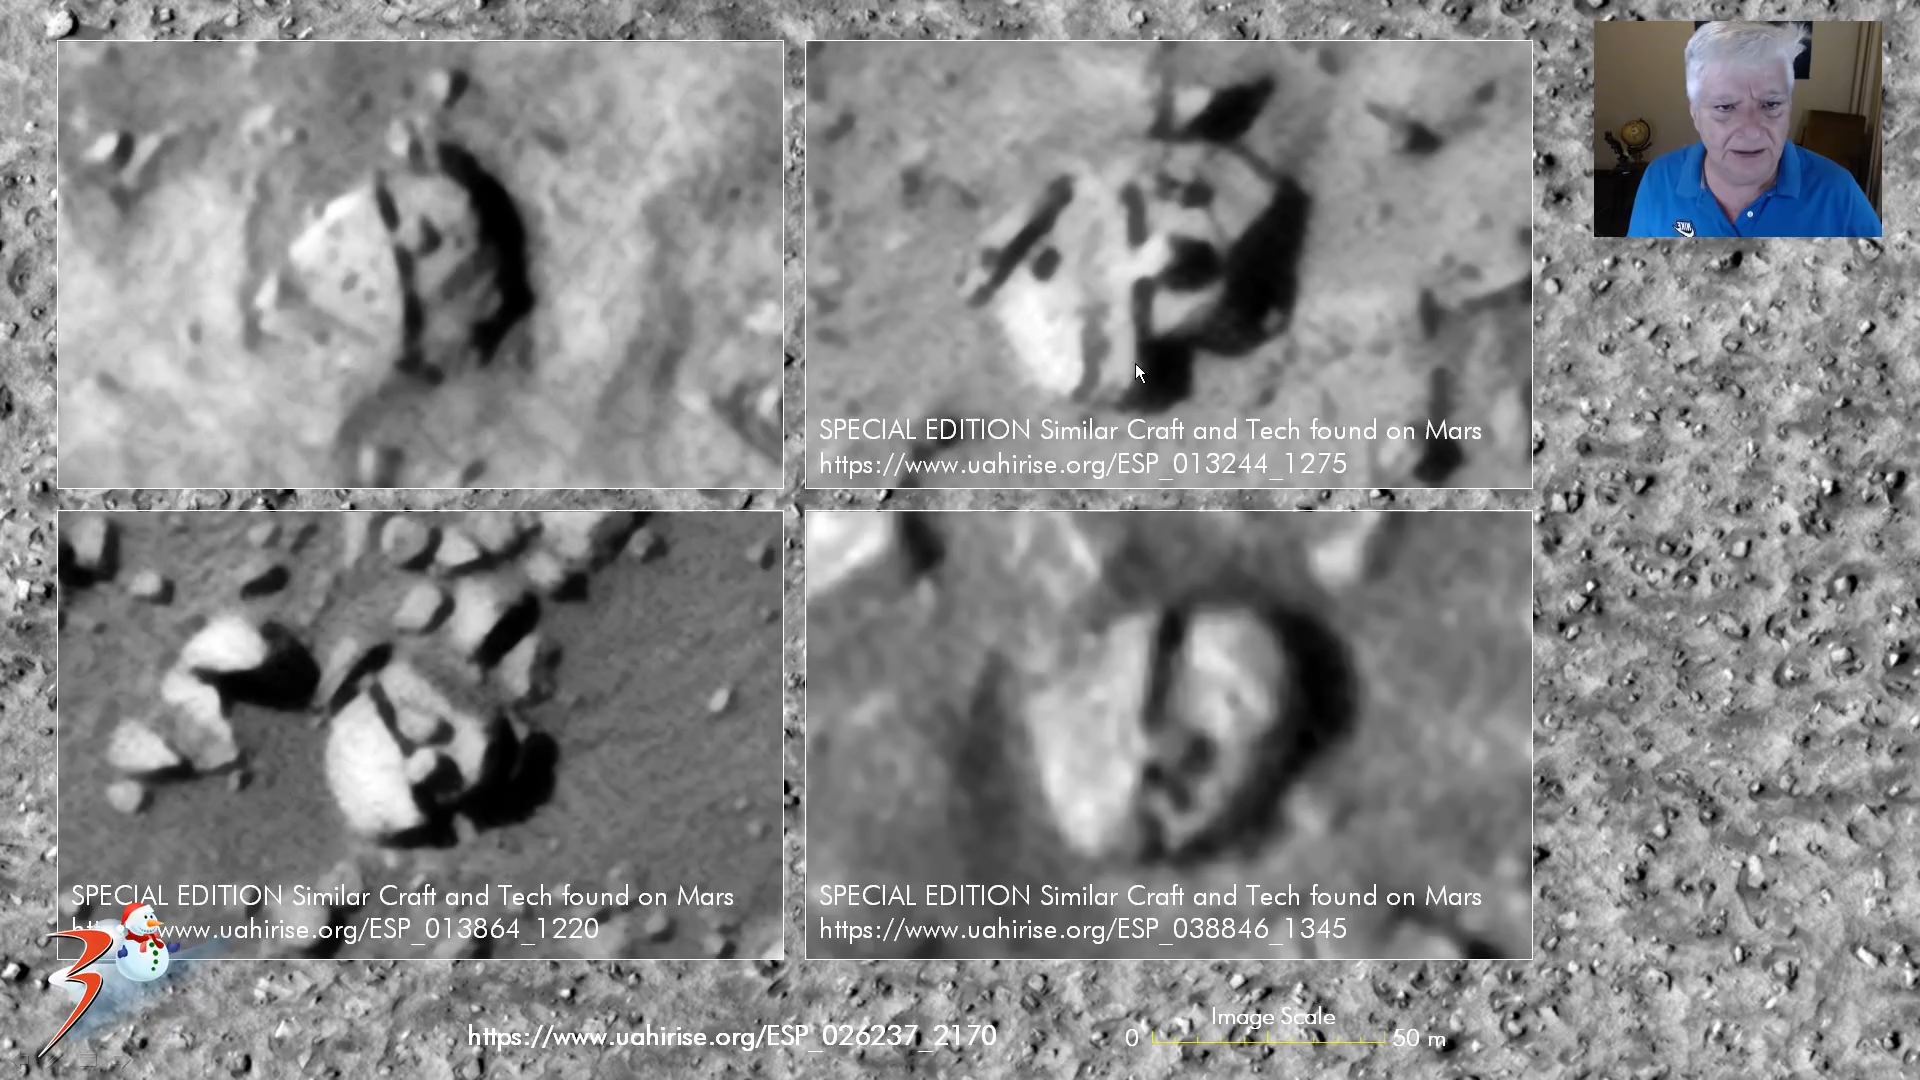 SPECIAL EDITION Similar Craft and Tech found on Mars
https://www.uahirise.org/ESP_013244_1275
SPECIAL EDITION Similar Craft and Tech found on Mars
www.uahirise.org/ESP_013864_1220
SPECIAL EDITION Similar Craft and Tech found on Mars
https://www.uahirise.org/ESP_038846_1345
https://www.uahirise.org/ESP_026237_2170
Image Scale
0 50 m
NIKE
3